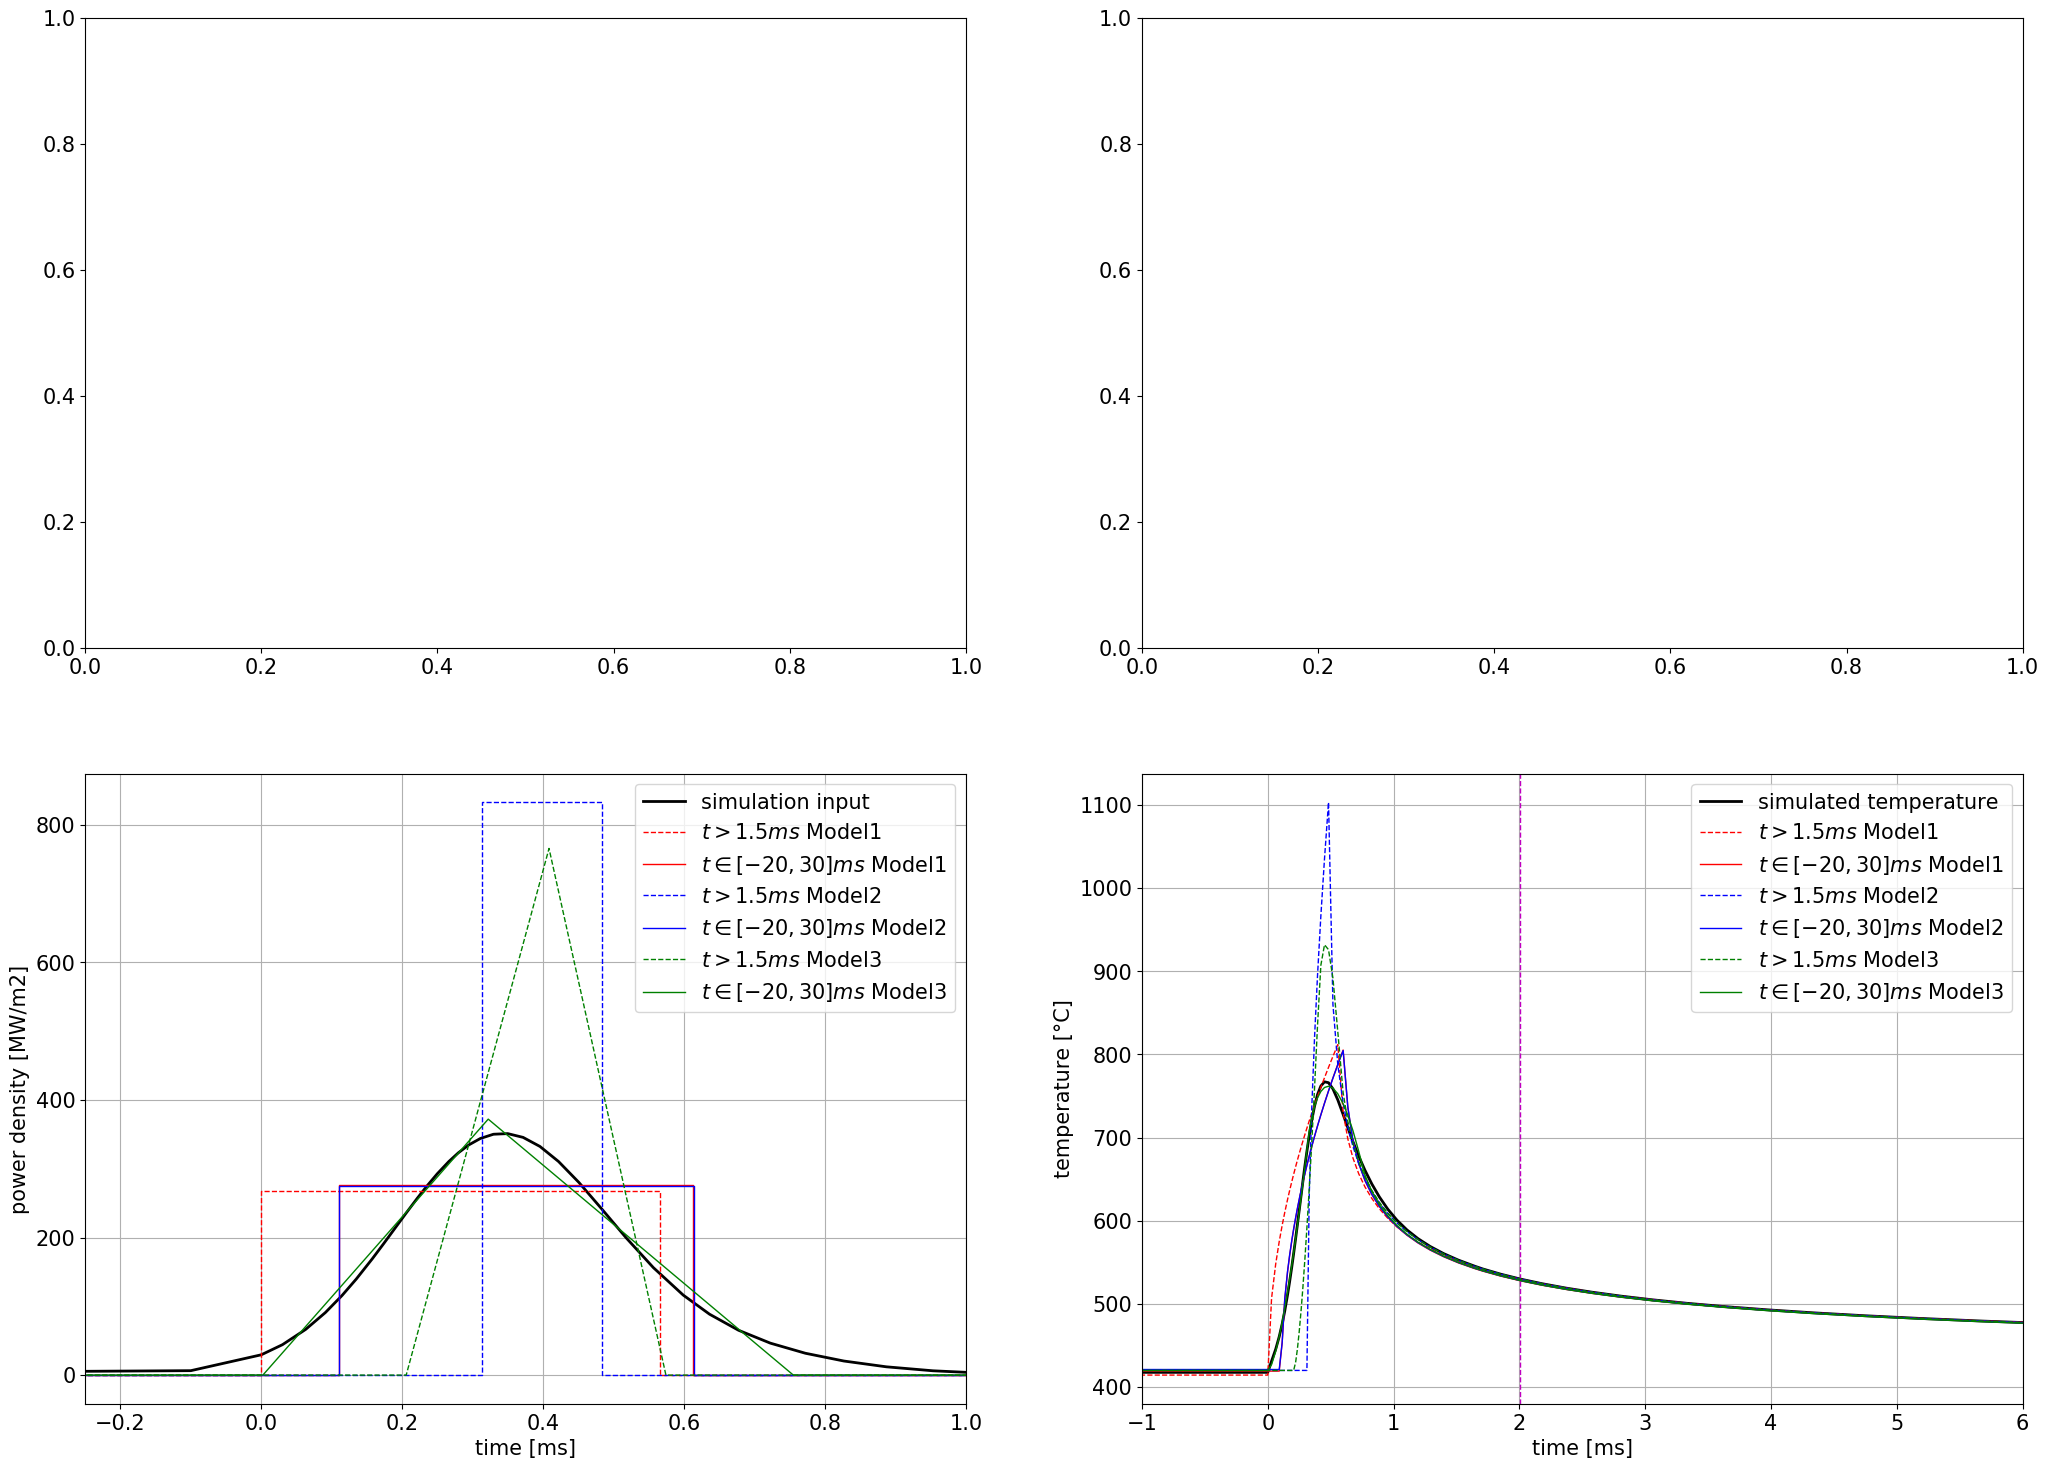 1.0
0.8
0.6
0.4
0.2
0.0
0.0 0.2 0.4 0.6 0.8 1.0
1.0
0.8
0.6
0.4
0.2
0.0
0.0 0.2 0.4 0.6 0.8 1.0
power density [MW/m2]
800
600
400
200
0
simulation input
t > 1.5ms Model1
t ∈ [−20, 30]ms Model1
t > 1.5ms Model2
t ∈ [−20, 30]ms Model2
t > 1.5ms Model3
t ∈ [−20, 30]ms Model3
−0.2 0.0 0.2 0.4 0.6 0.8 1.0
time [ms]
temperature [°C]
1100
1000
900
800
700
600
500
400
simulated temperature
t > 1.5ms Model1
t ∈ [−20, 30]ms Model1
t > 1.5ms Model2
t ∈ [−20, 30]ms Model2
t > 1.5ms Model3
t ∈ [−20, 30]ms Model3
−1 0 1 2 3 4 5 6
time [ms]